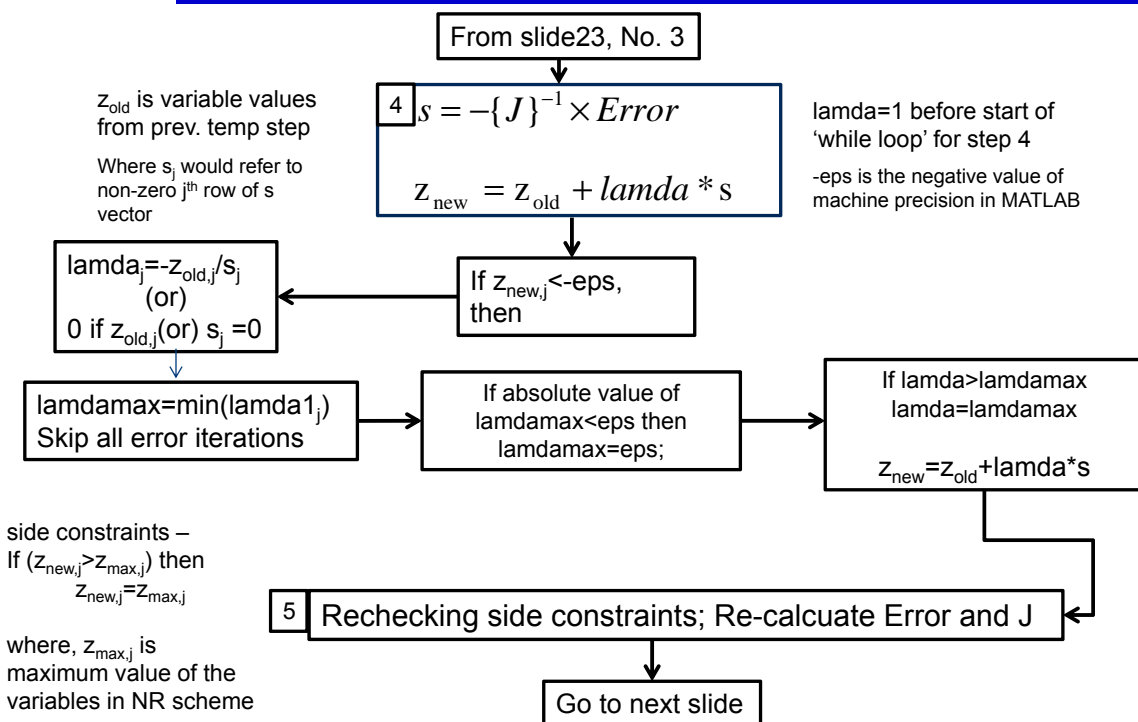 From slide23, No. 3
z_old is variable values
from prev. temp step
Where s_j would refer to
non-zero j^th row of s
vector
4
s = −{J}^−1 × Error
z_new = z_old + lamda * s
lamda=1 before start of
‘while loop’ for step 4
-eps is the negative value of
machine precision in MATLAB
If z_new,j<-eps,
then
lamda_j=-z_old,j/s_j
(or)
0 if z_old,j(or) s_j =0
lamdamax=min(lamda1_j)
Skip all error iterations
If absolute value of
lamdamax<eps then
lamdamax=eps;
If lamda>lamdamax
lamda=lamdamax
z_new=z_old+lamda*s
side constraints –
If (z_new,j>z_max,j) then
z_new,j=z_max,j
where, z_max,j is
maximum value of the
variables in NR scheme
5
Rechecking side constraints; Re-calcuate Error and J
Go to next slide